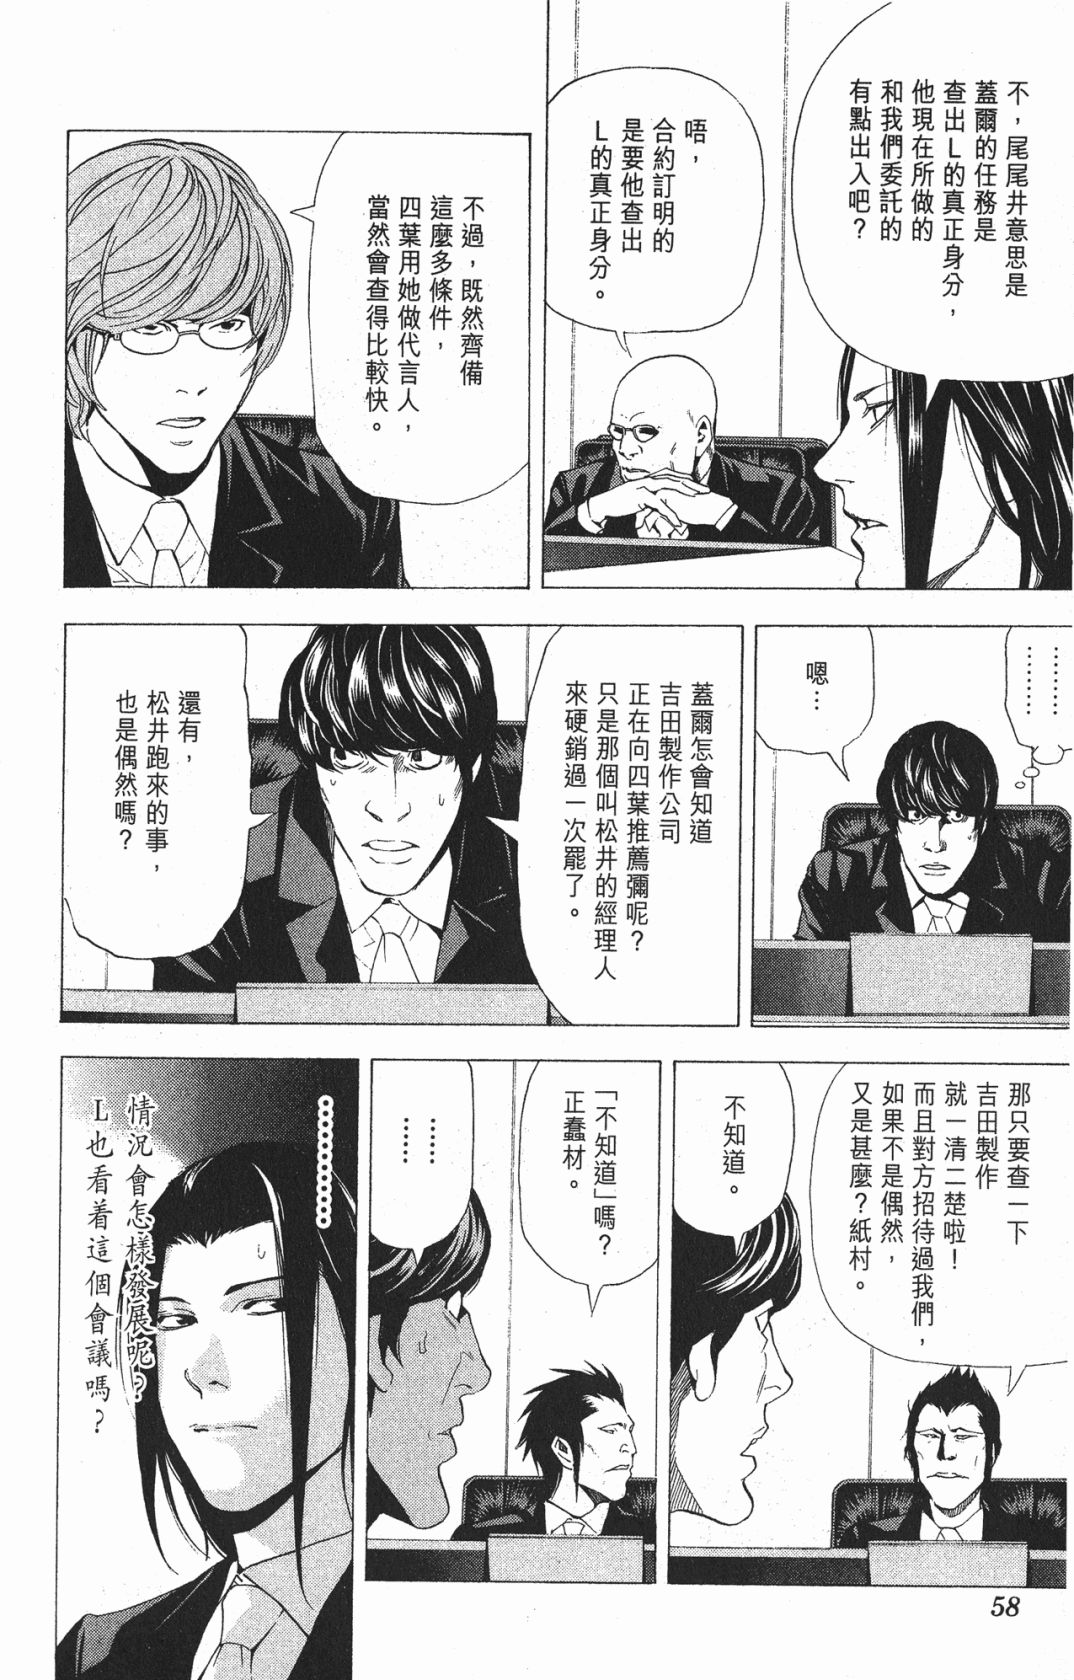 不，尾尾井意思是
蓋爾的任務是
查出L的真正身分，
他現在所做的
和我們委託的
有點出入吧？
唔，
合約訂明的
是要他查出
L的真正身分。
不過，既然齊備
這麼多條件，
四葉用她做代言人，
當然會查得比較快。
………
………
嗯…
蓋爾怎會知道
吉田製作公司
正在向四葉推薦彌呢？
只是那個叫松井的經理人
來硬銷過一次罷了。
還有，
松井跑來的事，
也是偶然嗎？
那只要查一下
吉田製作
就一清二楚啦！
而且對方招待過我們，
如果不是偶然，
又是甚麼？紙村。
不知道。
「不知道」嗎？
正蠢材。
……
……
…………
情況會怎樣發展呢？
L也看着這個會議嗎？
58